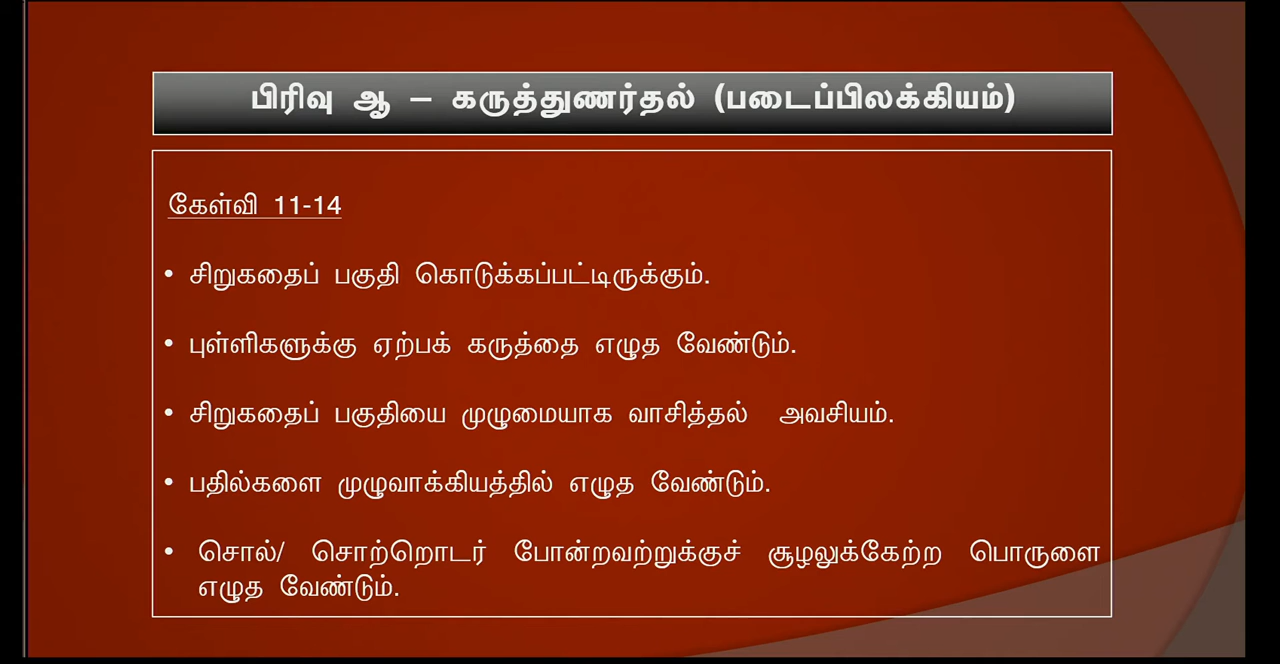 பிரிவு ஆ – கருத்துணர்தல் (படைப்பிலக்கியம்)
கேள்வி 11-14
• சிறுகதைப் பகுதி கொடுக்கப்பட்டிருக்கும்.
• புள்ளிகளுக்கு ஏற்பக் கருத்தை எழுத வேண்டும்.
• சிறுகதைப் பகுதியை முழுமையாக வாசித்தல் அவசியம்.
• பதில்களை முழுவாக்கியத்தில் எழுத வேண்டும்.
• சொல்/ சொற்றொடர் போன்றவற்றுக்குச் சூழலுக்கேற்ற பொருளை
எழுத வேண்டும்.